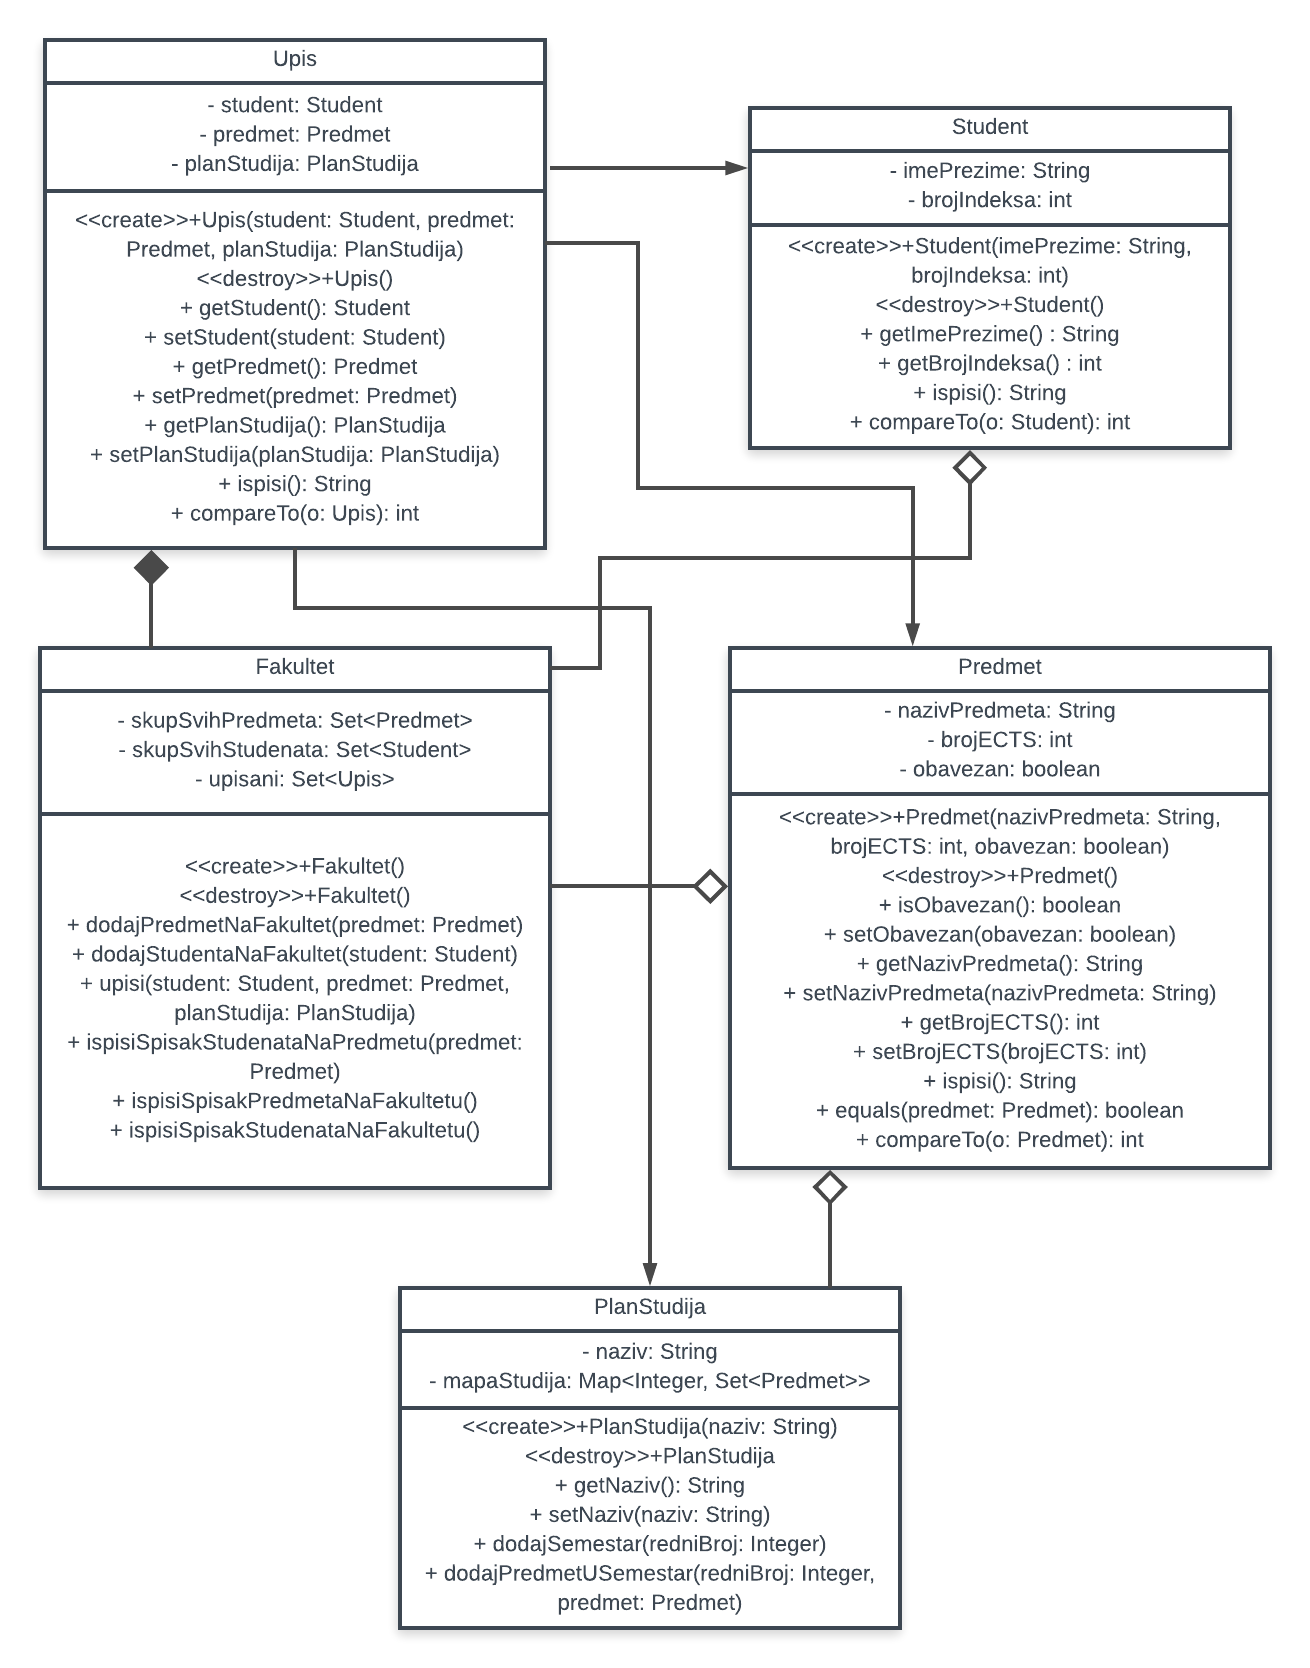 Upis
- student: Student
- predmet: Predmet
- planStudija: PlanStudija
<<create>>+Upis(student: Student, predmet:
Predmet, planStudija: PlanStudija)
<<destroy>>+Upis()
+ getStudent(): Student
+ setStudent(student: Student)
+ getPredmet(): Predmet
+ setPredmet(predmet: Predmet)
+ getPlanStudija(): PlanStudija
+ setPlanStudija(planStudija: PlanStudija)
+ ispisi(): String
+ compareTo(o: Upis): int
Student
- imePrezime: String
- brojIndeksa: int
<<create>>+Student(imePrezime: String,
brojIndeksa: int)
<<destroy>>+Student()
+ getImePrezime() : String
+ getBrojIndeksa() : int
+ ispisi(): String
+ compareTo(o: Student): int
Fakultet
- skupSvihPredmeta: Set<Predmet>
- skupSvihStudenata: Set<Student>
- upisani: Set<Upis>
<<create>>+Fakultet()
<<destroy>>+Fakultet()
+ dodajPredmetNaFakultet(predmet: Predmet)
+ dodajStudentaNaFakultet(student: Student)
+ upisi(student: Student, predmet: Predmet,
planStudija: PlanStudija)
+ ispisiSpisakStudenataNaPredmetu(predmet:
Predmet)
+ ispisiSpisakPredmetaNaFakultetu()
+ ispisiSpisakStudenataNaFakultetu()
Predmet
- nazivPredmeta: String
- brojECTS: int
- obavezan: boolean
<<create>>+Predmet(nazivPredmeta: String,
brojECTS: int, obavezan: boolean)
<<destroy>>+Predmet()
+ isObavezan(): boolean
+ setObavezan(obavezan: boolean)
+ getNazivPredmeta(): String
+ setNazivPredmeta(nazivPredmeta: String)
+ getBrojECTS(): int
+ setBrojECTS(brojECTS: int)
+ ispisi(): String
+ equals(predmet: Predmet): boolean
+ compareTo(o: Predmet): int
PlanStudija
- naziv: String
- mapaStudija: Map<Integer, Set<Predmet>>
<<create>>+PlanStudija(naziv: String)
<<destroy>>+PlanStudija
+ getNaziv(): String
+ setNaziv(naziv: String)
+ dodajSemestar(redniBroj: Integer)
+ dodajPredmetUSemestar(redniBroj: Integer,
predmet: Predmet)